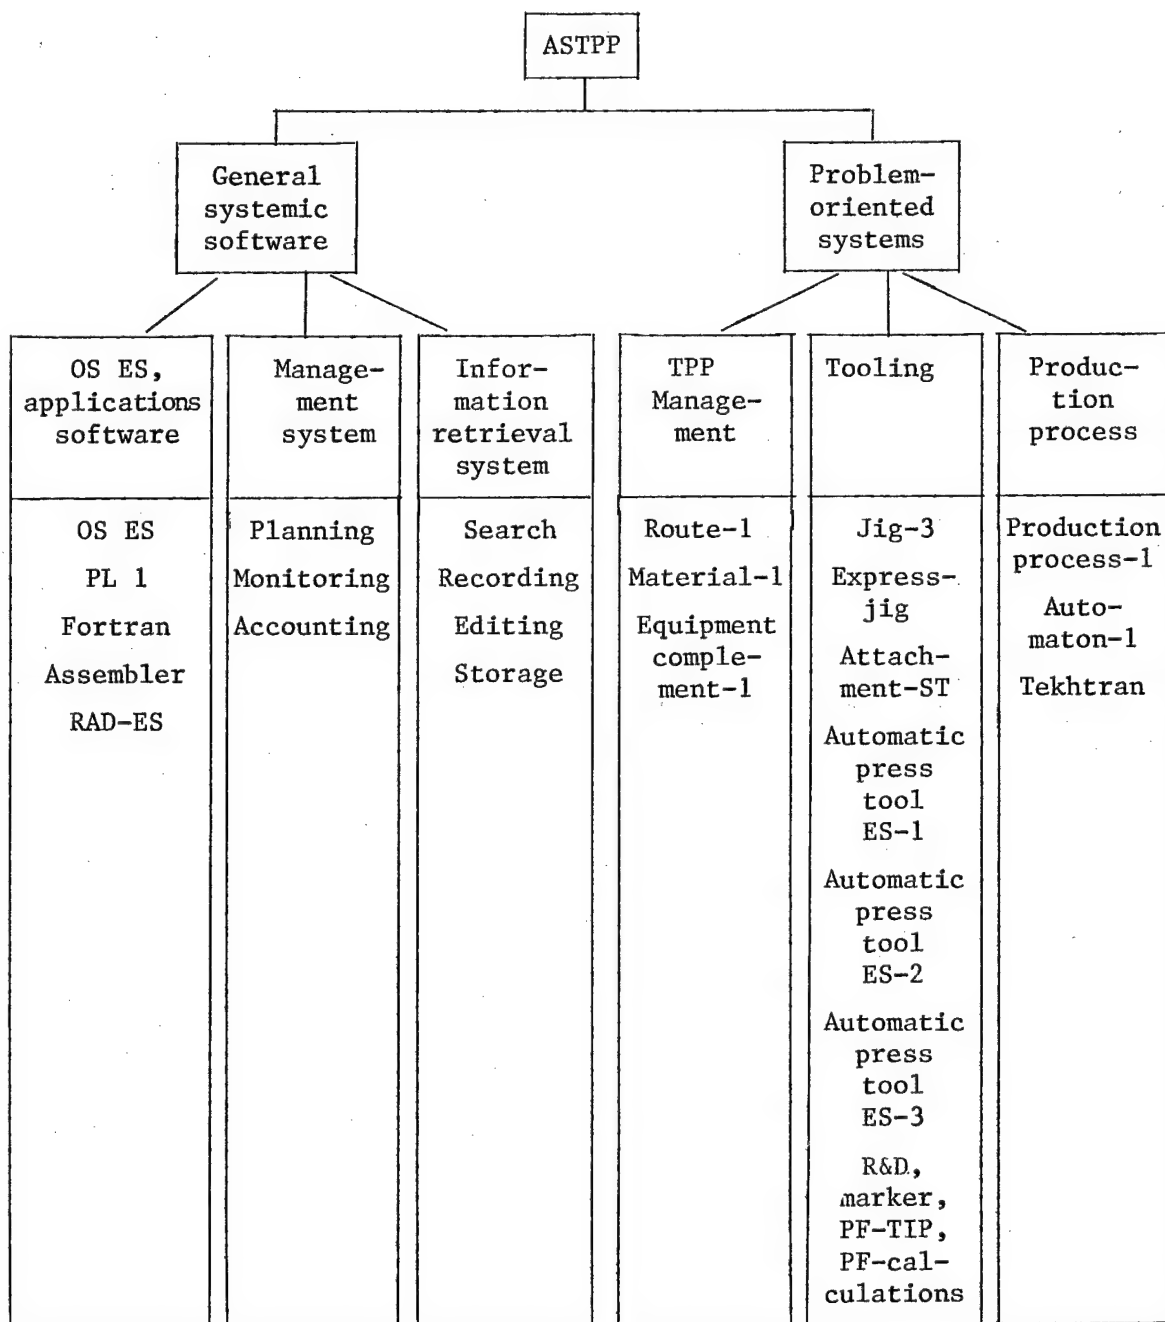 ASTPP
General
systemic
software
Problem-
oriented
systems
OS ES,
applications
software
Manage-
ment
system
Infor-
mation
retrieval
system
TPP
Manage-
ment
Tooling
Produc-
tion
process
OS ES
PL 1
Fortran
Assembler
RAD-ES
Planning
Monitoring
Accounting
Search
Recording
Editing
Storage
Route-1
Material-1
Equipment
comple-
ment-1
Jig-3
Express-
jig
Attach-
ment-ST
Automatic
press
tool
ES-1
Automatic
press
tool
ES-2
Automatic
press
tool
ES-3
R&D,
marker,
PF-TIP,
PF-cal-
culations
Production
process-1
Auto-
maton-1
Tekhtran